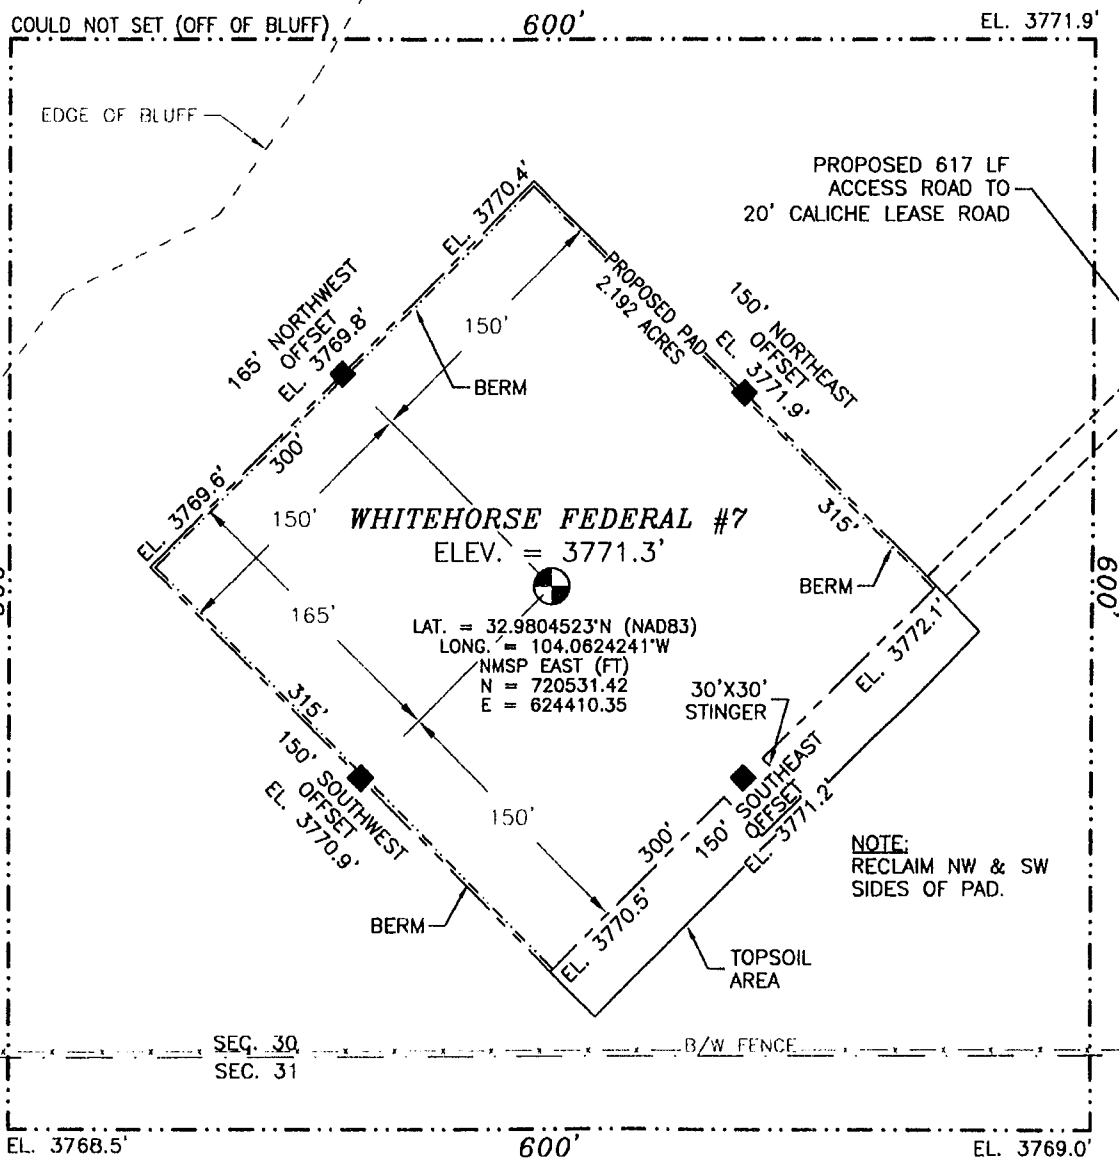 COULD NOT SET (OFF OF BLUFF)
600'
EL. 3771.9'
EDGE OF BLUFF
PROPOSED 617 LF
ACCESS ROAD TO
20' CALICHE LEASE ROAD
EL. 3770.4'
165' NORTHWEST
OFFSET
EL. 3769.8'
150'
BERM
PROPOSED PAD
2.192 ACRES
150' NORTHEAST
OFFSET
EL. 3771.9'
300'
EL. 3769.6'
150'
315'
WHITEHORSE FEDERAL #7
ELEV. = 3771.3'
BERM
600'
165'
LAT. = 32.9804523°N (NAD83)
LONG. = 104.0624241°W
NMSP EAST (FT)
N = 720531.42
E = 624410.35
EL. 3772.1'
30'X30'
STINGER
315'
150' SOUTHWEST
OFFSET
EL. 3770.9'
150'
300'
150' SOUTHEAST
OFFSET
EL. 3771.2'
NOTE:
RECLAIM NW & SW
SIDES OF PAD.
BERM
EL. 3770.5'
TOPSOIL
AREA
SEC. 30
B/W FENCE
SEC. 31
EL. 3768.5'
600'
EL. 3769.0'